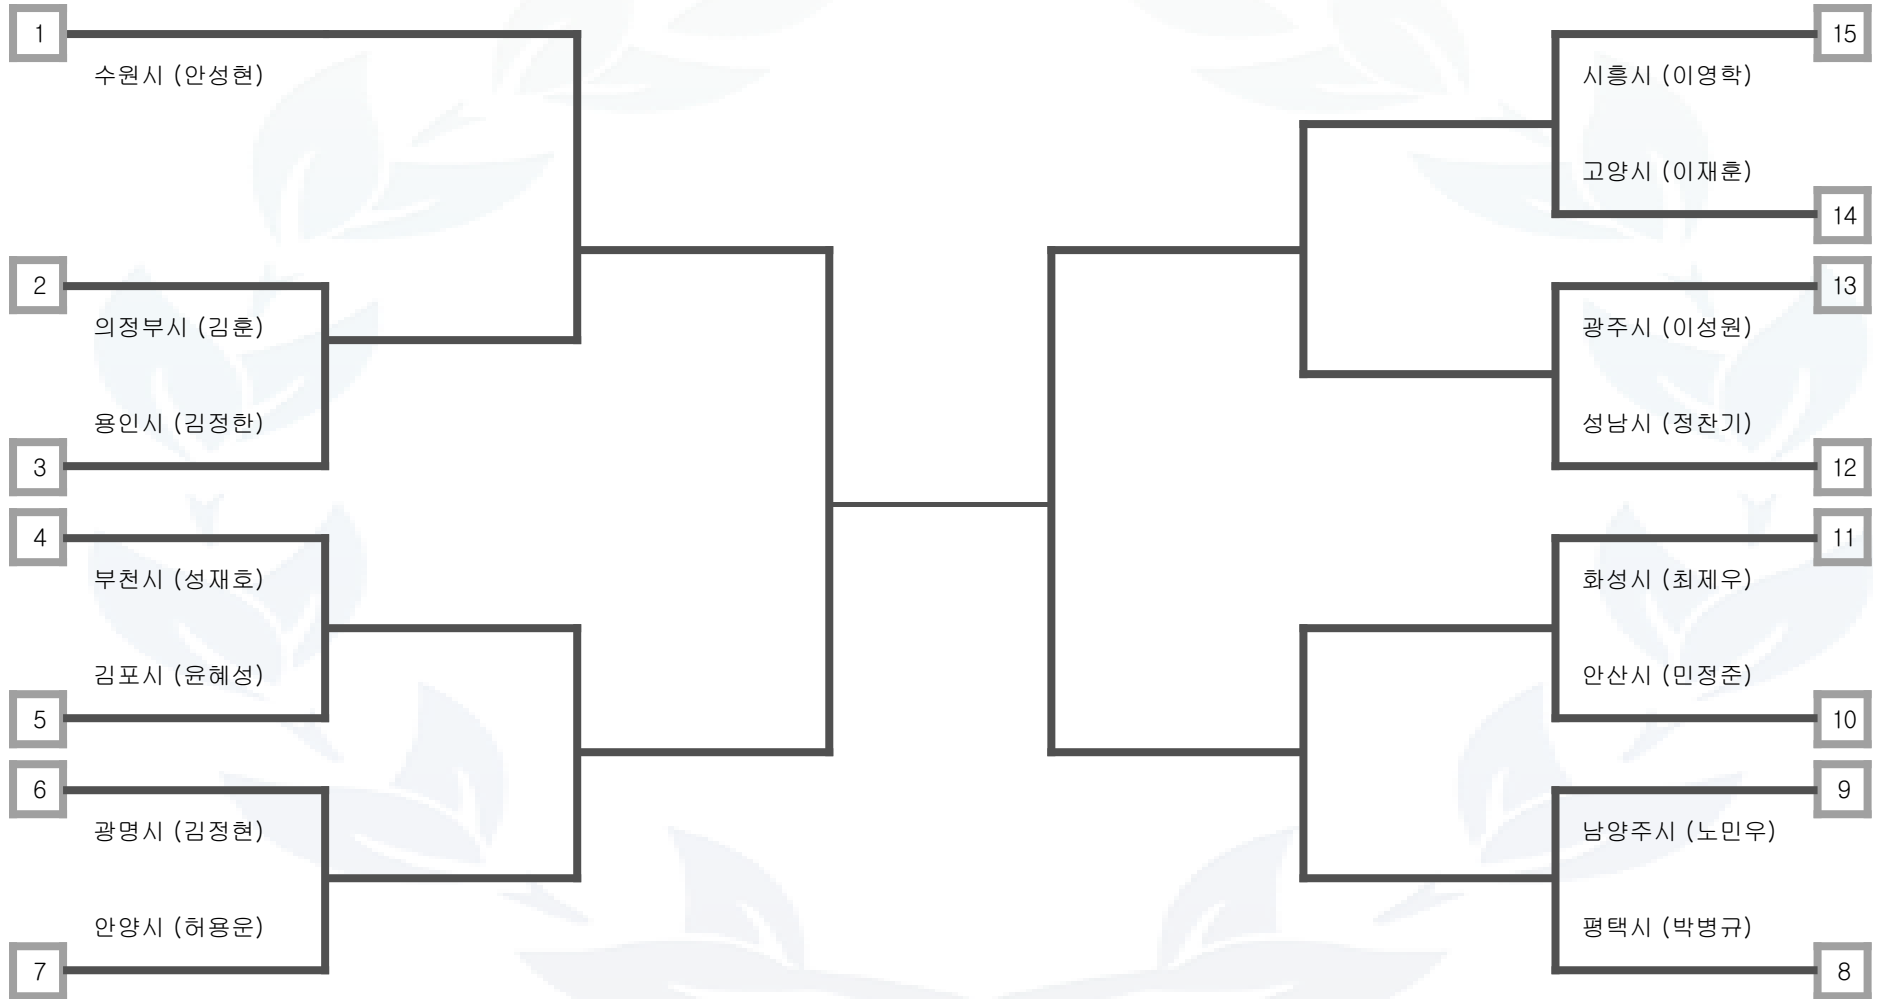 1
수원시 (안성현)
2
의정부시 (김훈)
용인시 (김정한)
3
4
부천시 (성재호)
김포시 (윤혜성)
5
6
광명시 (김정현)
안양시 (허용운)
7
15
시흥시 (이영학)
고양시 (이재훈)
14
13
광주시 (이성원)
성남시 (정찬기)
12
11
화성시 (최제우)
안산시 (민정준)
10
9
남양주시 (노민우)
평택시 (박병규)
8